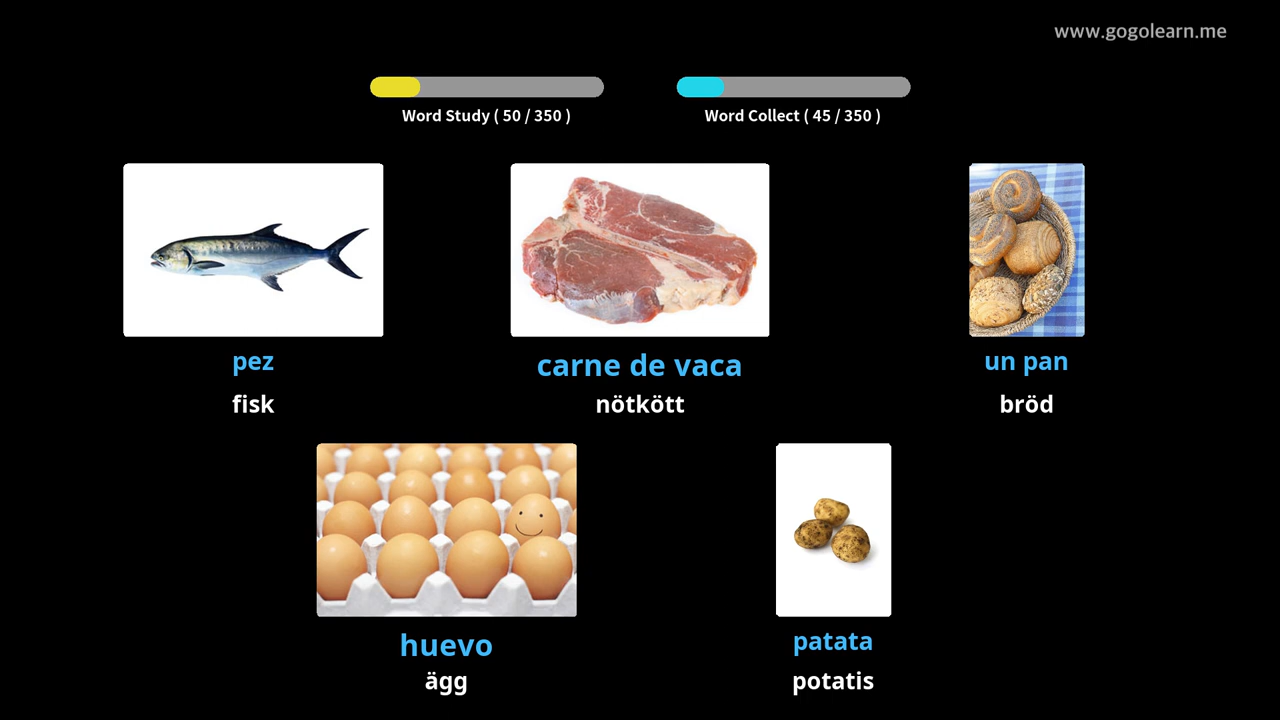 www.gogolearn.me
Word Study ( 50 / 350 )
Word Collect ( 45 / 350 )
pez
fisk
carne de vaca
nötkött
un pan
bröd
huevo
ägg
patata
potatis